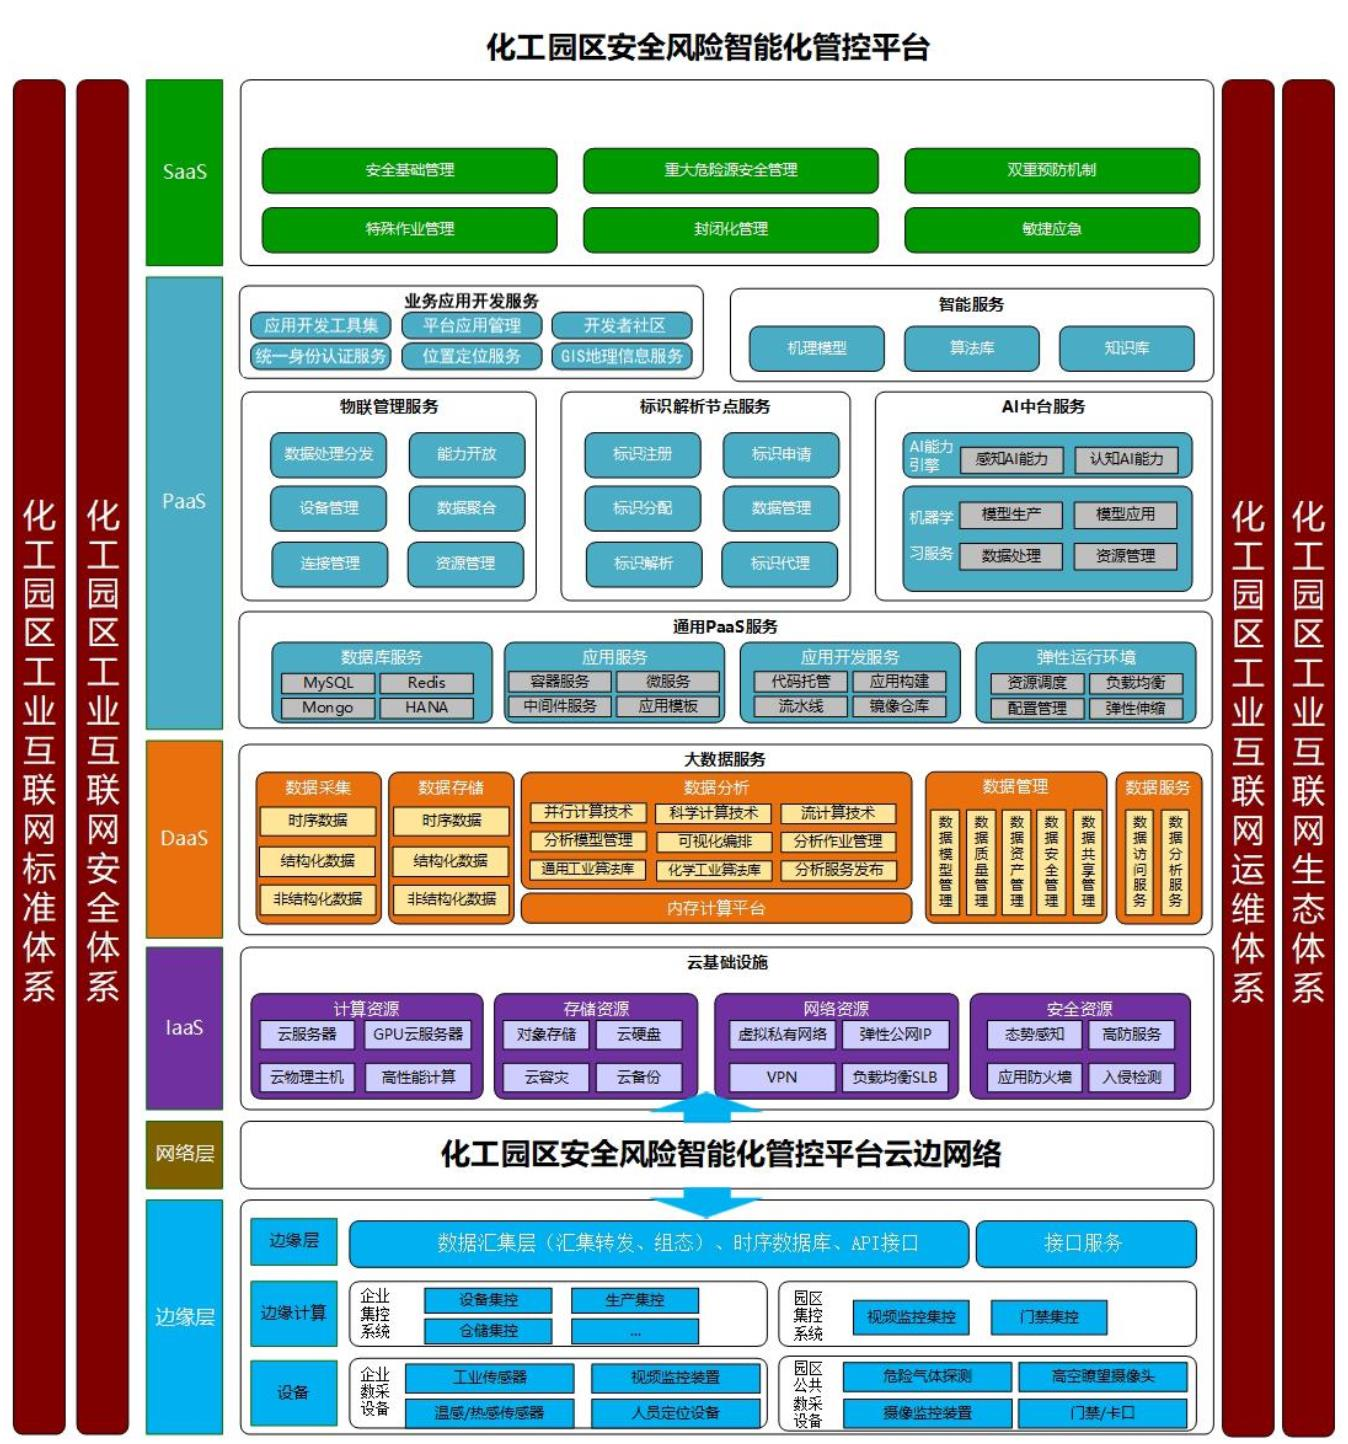 化工园区安全风险智能化管控平台
化工园区工业互联网标准体系
化工园区工业互联网安全体系
SaaS
安全基础管理
重大危险源安全管理
双重预防机制
特殊作业管理
封闭化管理
敏捷应急
PaaS
业务应用开发服务
应用开发工具集
平台应用管理
开发者社区
统一身份认证服务
位置定位服务
GIS地理信息服务
智能服务
机理模型
算法库
知识库
物联管理服务
数据处理分发
能力开放
设备管理
数据聚合
连接管理
资源管理
标识解析节点服务
标识注册
标识申请
标识分配
数据管理
标识解析
标识代理
AI中台服务
AI能力
引擎
感知AI能力
认知AI能力
机器学
习服务
模型生产
模型应用
数据处理
资源管理
通用PaaS服务
数据库服务
MySQL
Redis
Mongo
HANA
应用服务
容器服务
微服务
中间件服务
应用模板
应用开发服务
代码托管
应用构建
流水线
镜像仓库
弹性运行环境
资源调度
负载均衡
配置管理
弹性伸缩
DaaS
大数据服务
数据采集
时序数据
结构化数据
非结构化数据
数据存储
时序数据
结构化数据
非结构化数据
数据分析
并行计算技术
科学计算技术
流计算技术
分析模型管理
可视化编排
分析作业管理
通用工业算法库
化学工业算法库
分析服务发布
内存计算平台
数据管理
数据模型管理
数据质量管理
数据资产管理
数据安全管理
数据共享管理
数据服务
数据访问服务
数据分析服务
IaaS
云基础设施
计算资源
云服务器
GPU云服务器
云物理主机
高性能计算
存储资源
对象存储
云硬盘
云容灾
云备份
网络资源
虚拟私有网络
弹性公网IP
VPN
负载均衡SLB
安全资源
态势感知
高防服务
应用防火墙
入侵检测
网络层
化工园区安全风险智能化管控平台云边网络
边缘层
边缘层
数据汇集层（汇集转发、组态）、时序数据库、API接口
接口服务
边缘计算
企业
集控
系统
设备集控
生产集控
仓储集控
...
园区
集控
系统
视频监控集控
门禁集控
设备
企业
数采
设备
工业传感器
视频监控装置
温感/热感传感器
人员定位设备
园区
公共
数采
设备
危险气体探测
高空瞭望摄像头
摄像监控装置
门禁/卡口
化工园区工业互联网运维体系
化工园区工业互联网生态体系